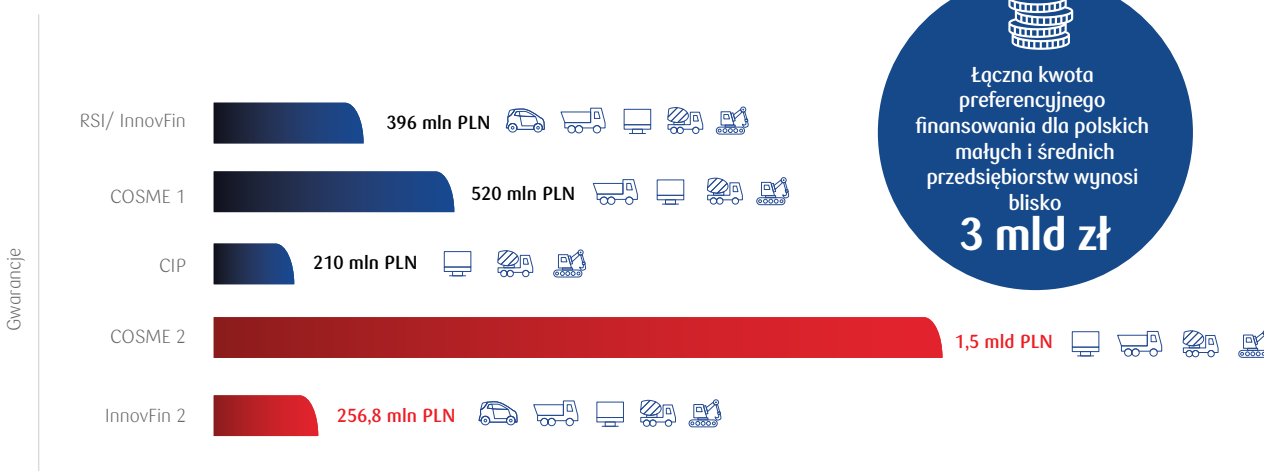 Gwarancje
RSI/ InnovFin
396 mln PLN
COSME 1
520 mln PLN
CIP
210 mln PLN
COSME 2
1,5 mld PLN
InnovFin 2
256,8 mln PLN
Łączna kwota
preferencyjnego
finansowania dla polskich
małych i średnich
przedsiębiorstw wynosi
blisko
3 mld zł